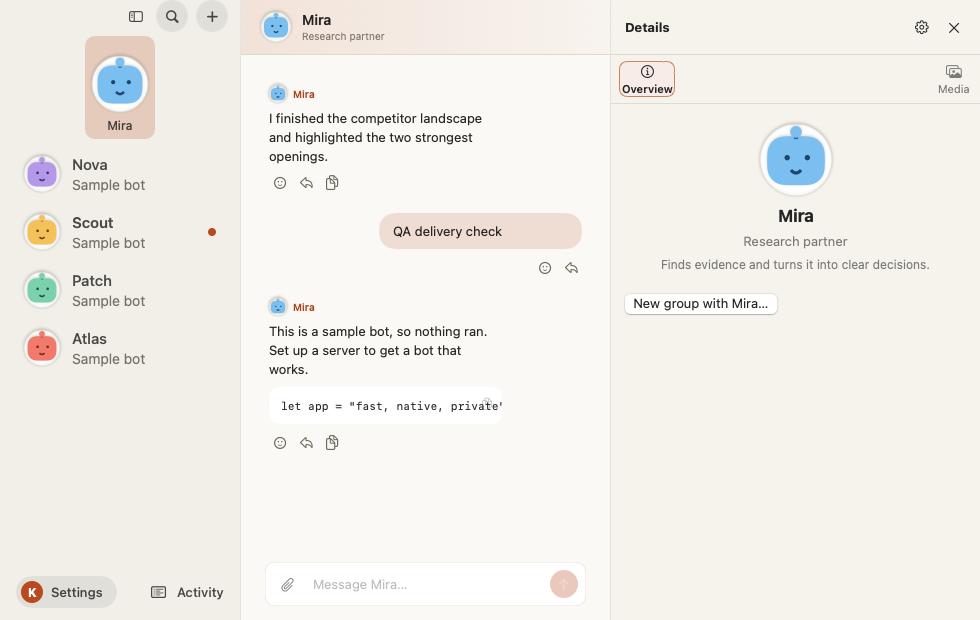 Mira
Nova
Sample bot
Scout
Sample bot
Patch
Sample bot
Atlas
Sample bot
K
Settings
Activity
Mira
Research partner
Mira
I finished the competitor landscape
and highlighted the two strongest
openings.
QA delivery check
Mira
This is a sample bot, so nothing ran.
Set up a server to get a bot that
works.
let app = "fast, native, private"
Message Mira...
Details
Overview
Media
Mira
Research partner
Finds evidence and turns it into clear decisions.
New group with Mira...